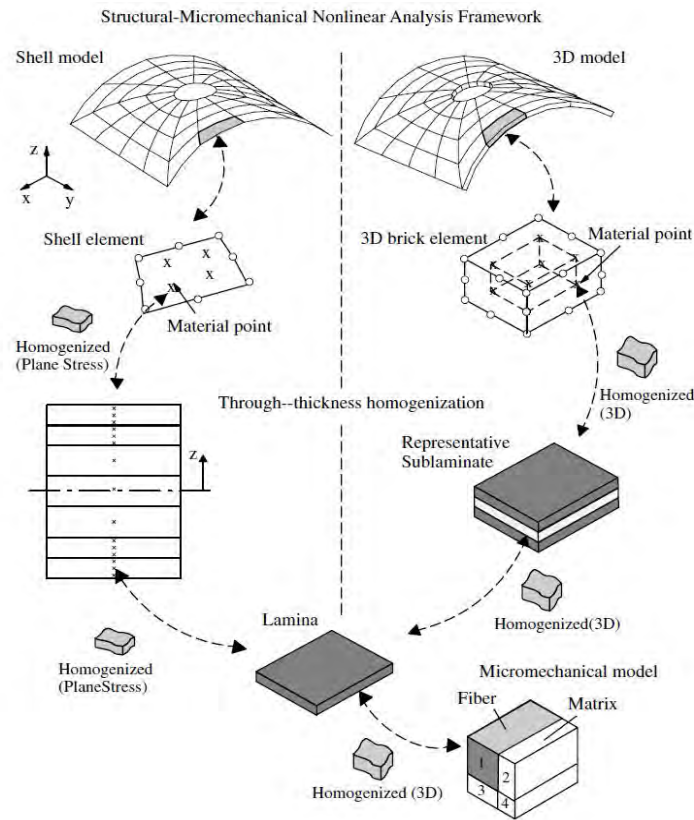 Structural-Micromechanical Nonlinear Analysis Framework
Shell model
3D model
z
x
y
Shell element
x
x
x
x
Material point
3D brick element
Material point
Homogenized
(Plane Stress)
Homogenized
(3D)
Through--thickness homogenization
z
Representative
Sublaminate
Homogenized(3D)
Lamina
Homogenized
(PlaneStress)
Micromechanical model
Fiber
Matrix
1
2
3
4
Homogenized (3D)